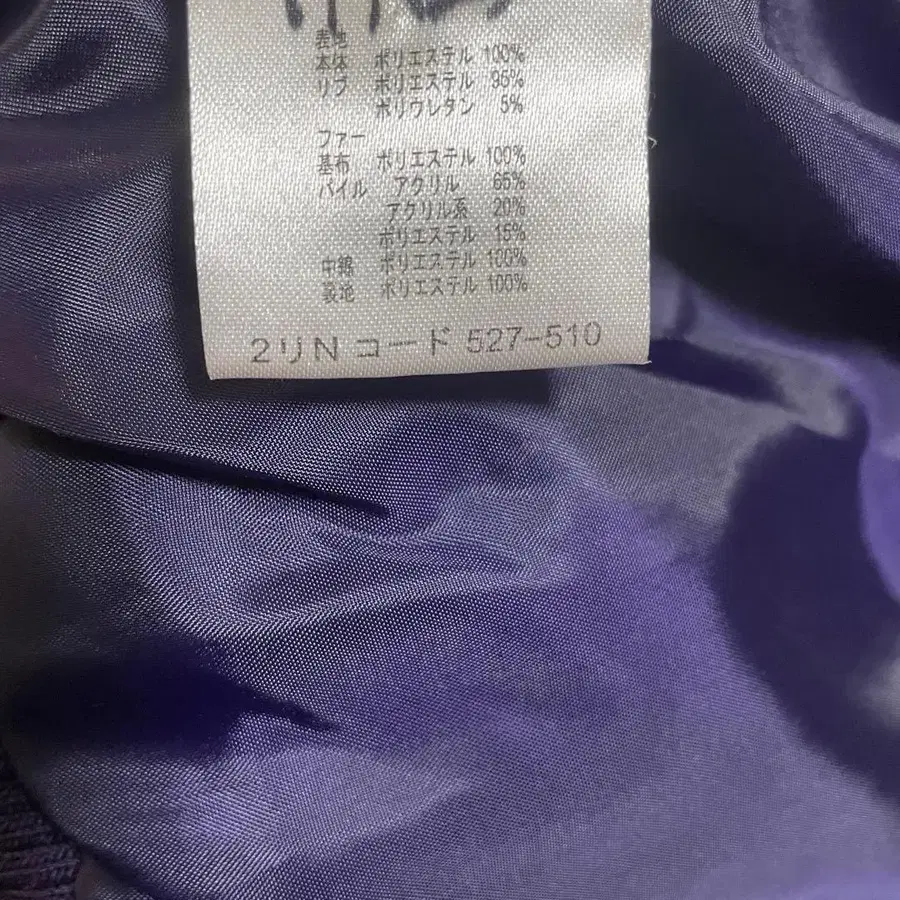 表地
本体 ポリエステル 100%
リブ ポリエステル 95%
ポリウレタン 5%
ファー
基布 ポリエステル 100%
パイル アクリル 65%
アクリル系 20%
ポリエステル 15%
中綿 ポリエステル 100%
裏地 ポリエステル 100%
2リN コード 527-510